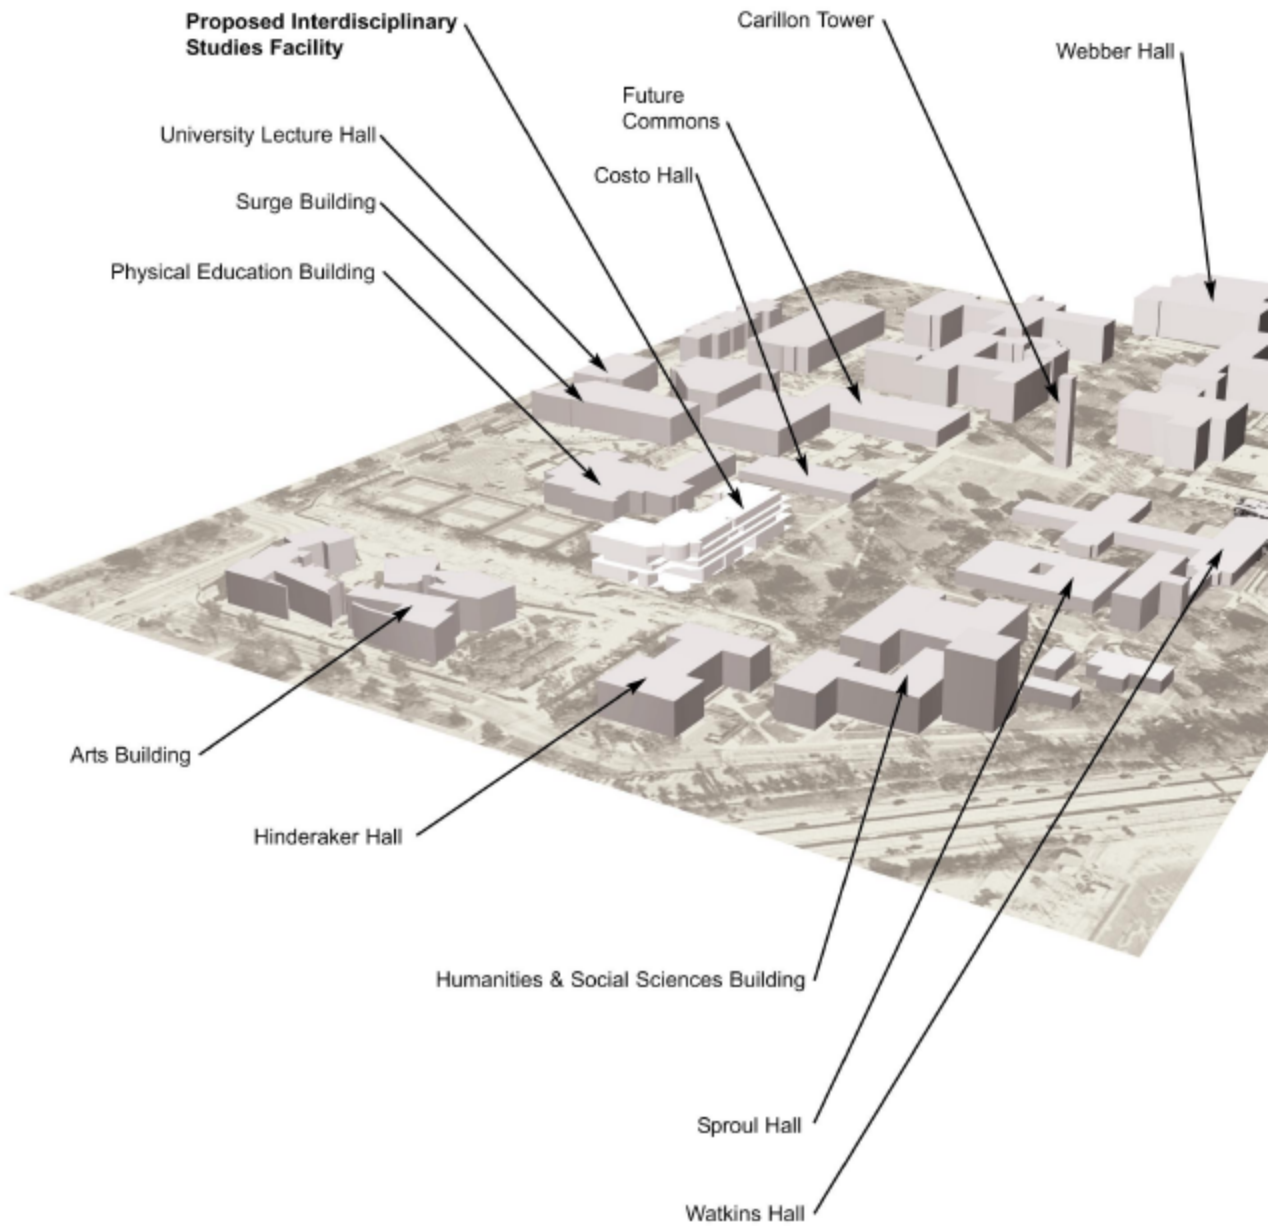 Proposed Interdisciplinary
Studies Facility
Carillon Tower
Webber Hall
Future
Commons
University Lecture Hall
Costo Hall
Surge Building
Physical Education Building
Arts Building
Hinderaker Hall
Humanities & Social Sciences Building
Sproul Hall
Watkins Hall